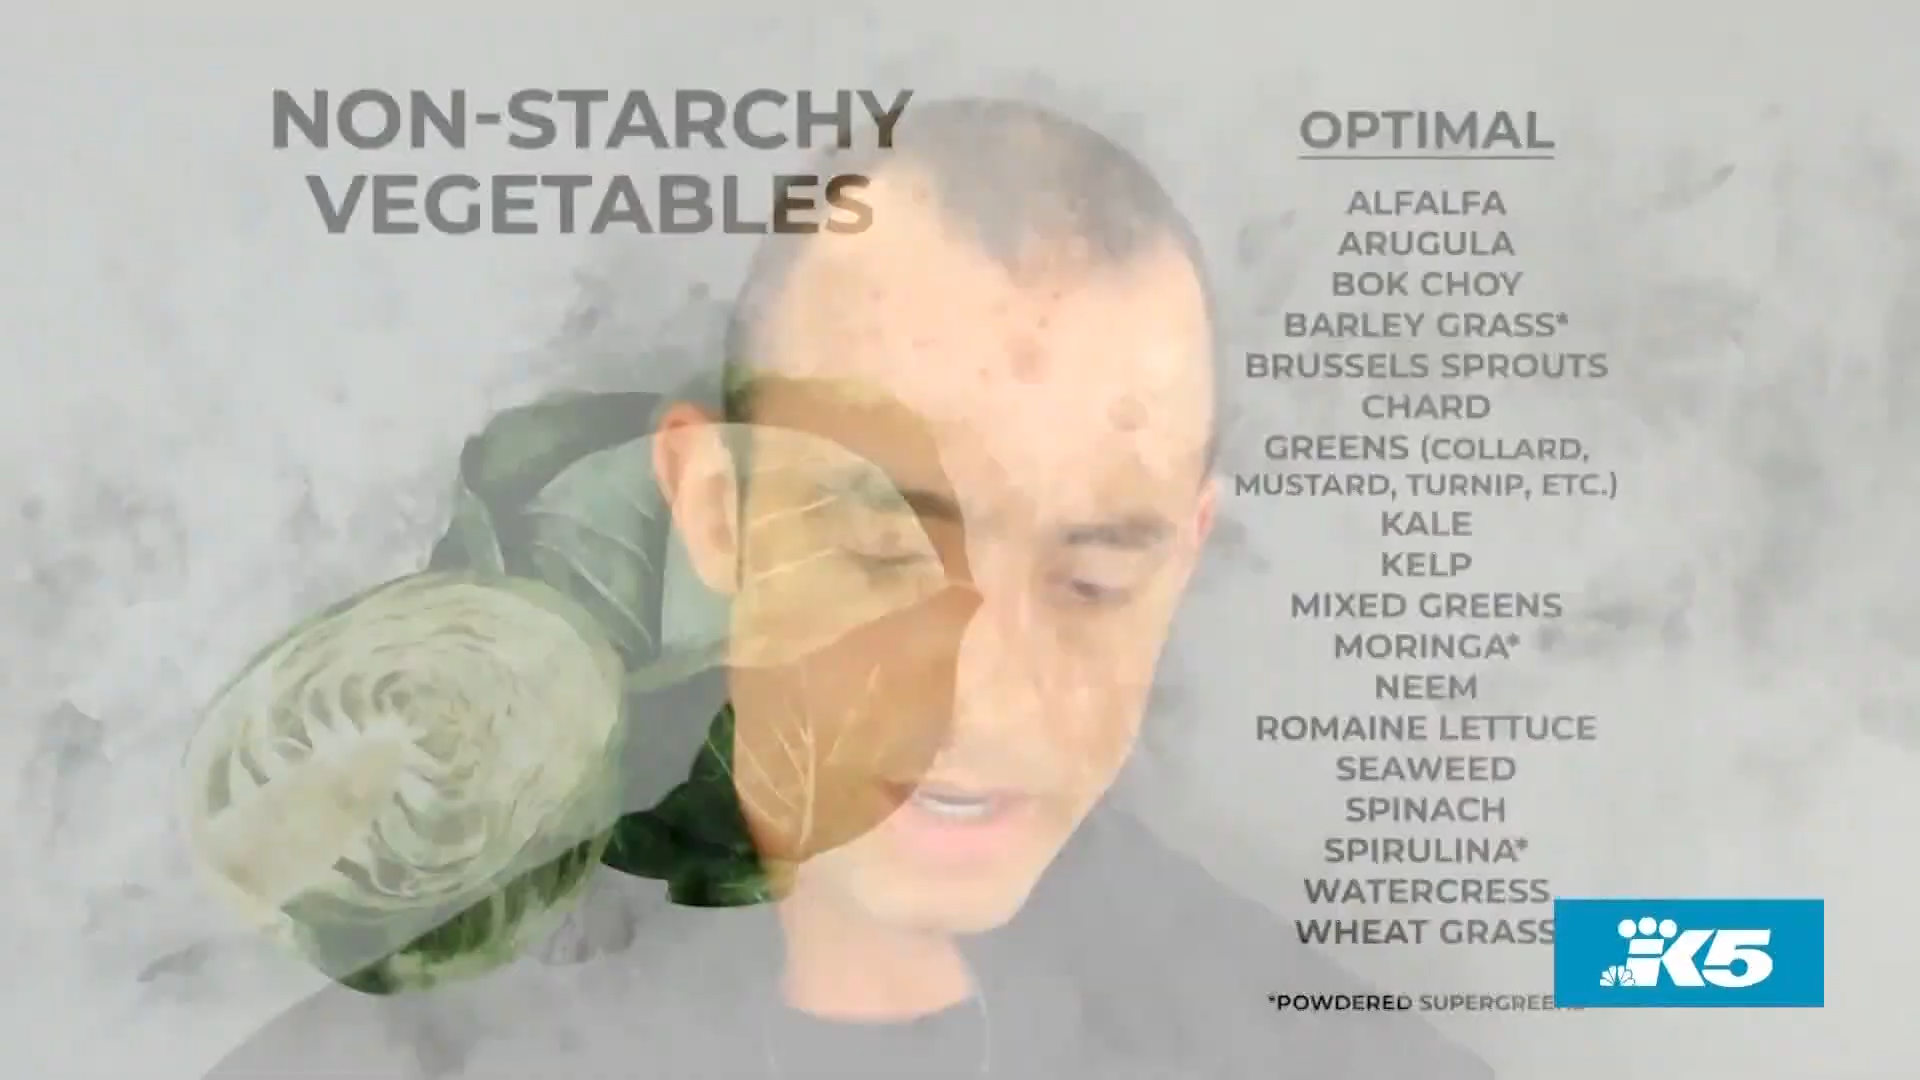 NON-STARCHY
VEGETABLES
OPTIMAL
ALFALFA
ARUGULA
BOK CHOY
BARLEY GRASS*
BRUSSELS SPROUTS
CHARD
GREENS (COLLARD,
MUSTARD, TURNIP, ETC.)
KALE
KELP
MIXED GREENS
MORINGA*
NEEM
ROMAINE LETTUCE
SEAWEED
SPINACH
SPIRULINA*
WATERCRESS
WHEAT GRASS
*POWDERED
K5